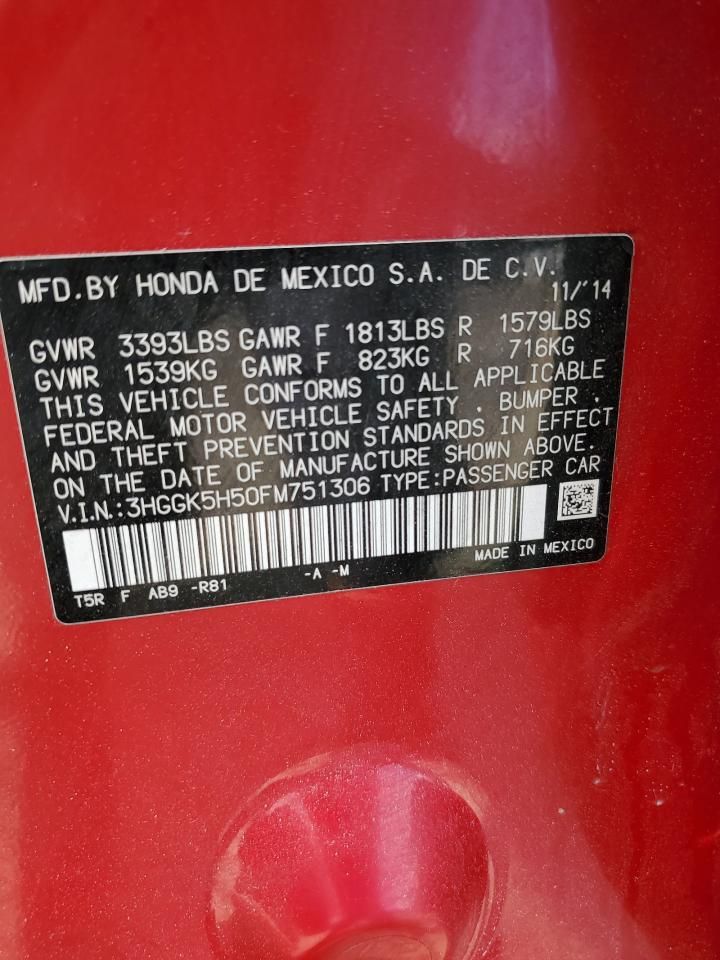 MFD.BY HONDA DE MEXICO S.A. DE C.V.
11/'14
GVWR 3393LBS GAWR F 1813LBS R 1579LBS
GVWR 1539KG GAWR F 823KG R 716KG
THIS VEHICLE CONFORMS TO ALL APPLICABLE
FEDERAL MOTOR VEHICLE SAFETY , BUMPER ,
AND THEFT PREVENTION STANDARDS IN EFFECT
ON THE DATE OF MANUFACTURE SHOWN ABOVE.
V.I.N.:3HGGK5H50FM751306 TYPE:PASSENGER CAR
MADE IN MEXICO
T5R F AB9 -R81 -A -M